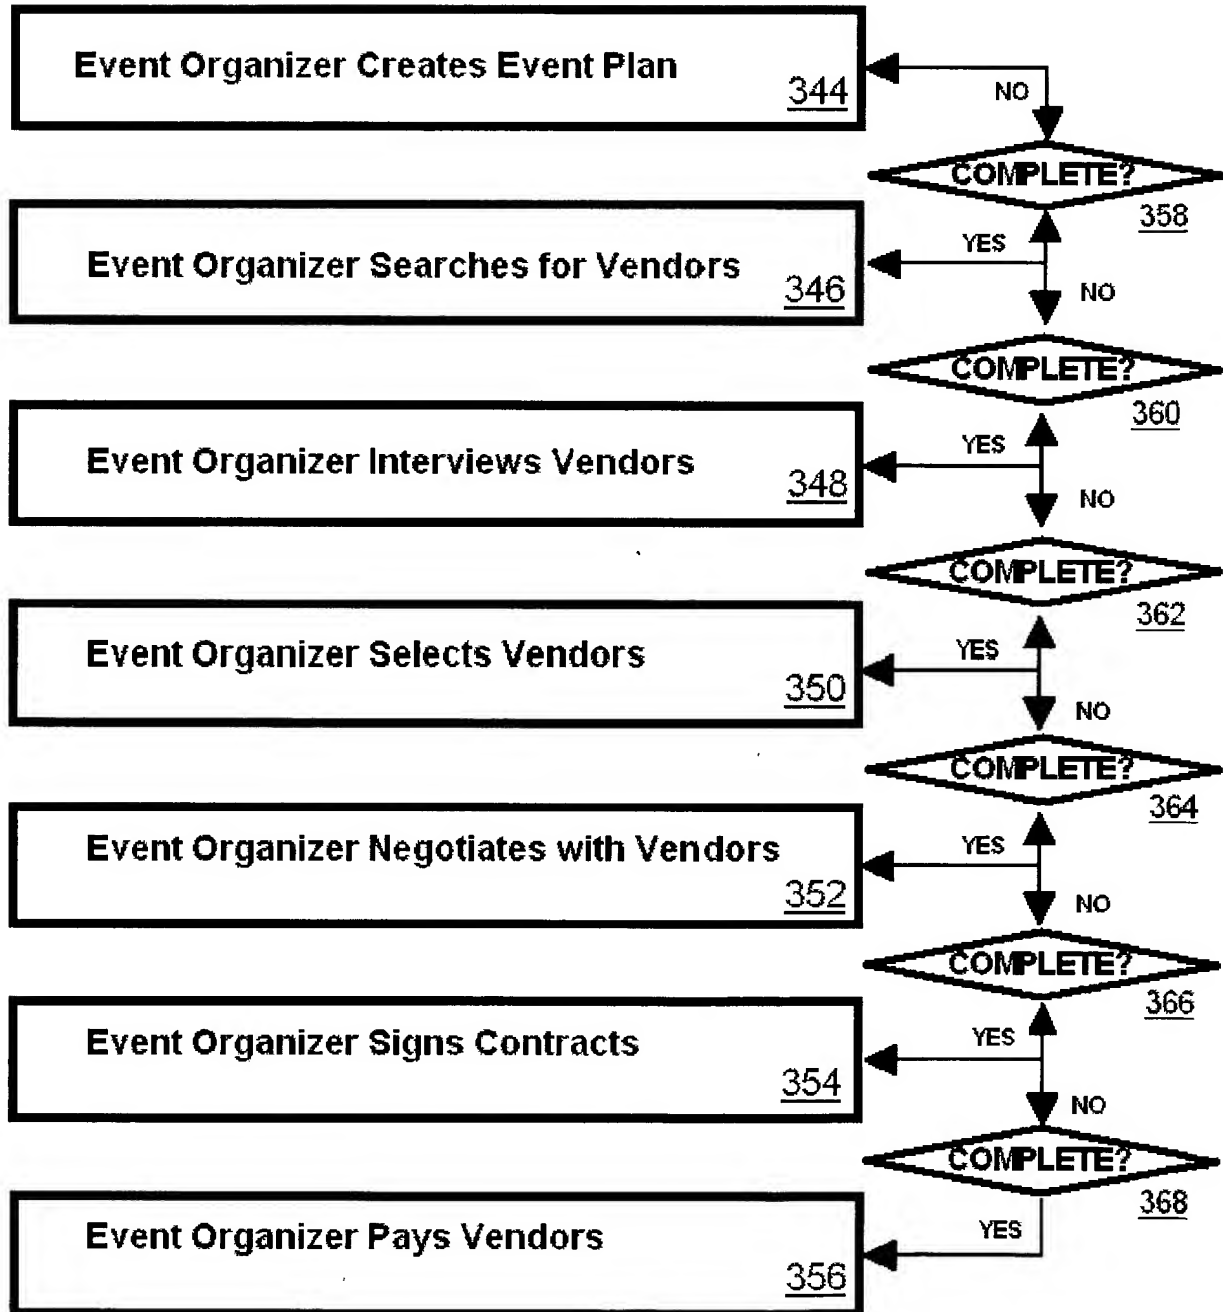 Event Organizer Creates Event Plan
344
NO
COMPLETE?
358
YES
Event Organizer Searches for Vendors
346
NO
COMPLETE?
360
YES
Event Organizer Interviews Vendors
348
NO
COMPLETE?
362
YES
Event Organizer Selects Vendors
350
NO
COMPLETE?
364
YES
Event Organizer Negotiates with Vendors
352
NO
COMPLETE?
366
YES
Event Organizer Signs Contracts
354
NO
COMPLETE?
368
YES
Event Organizer Pays Vendors
356